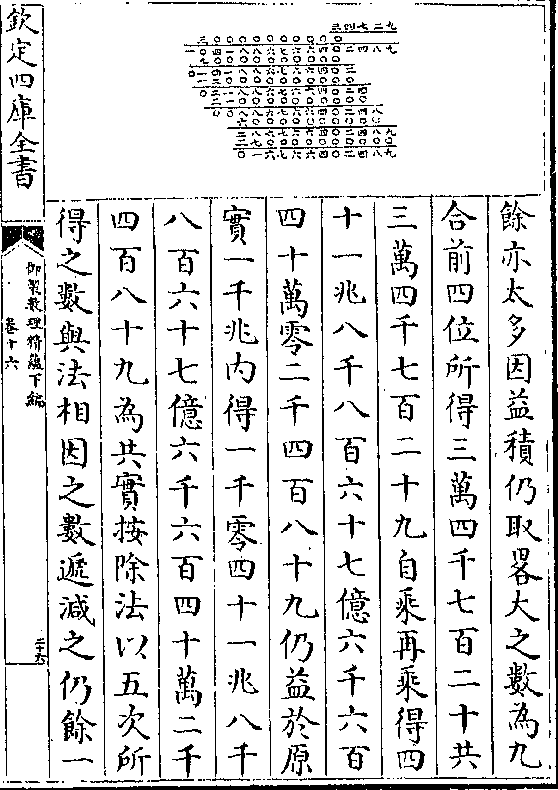 餘亦太多因益積仍取畧大之數為九
合前四位所得三萬四千七百二十共
三萬四千七百二十九自乘再乘得四
十一兆八千八百六十七億六千六百
四十萬零二千四百八十九仍益於原
實一千兆内得一千零四十一兆八千
八百六十七億六千六百四十萬二千
四百八十九為共實按除法以五次所
得之數與法相因之數遞減之仍餘一
欽定四庫全書
御製數理精蘊下編
卷十六
二十六
三四七二九